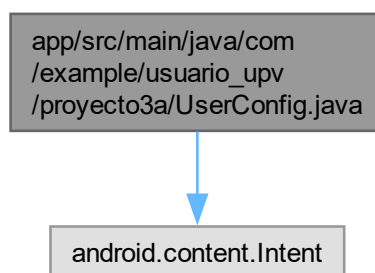 app/src/main/java/com
/example/usuario_upv
/proyecto3a/UserConfig.java
android.content.Intent